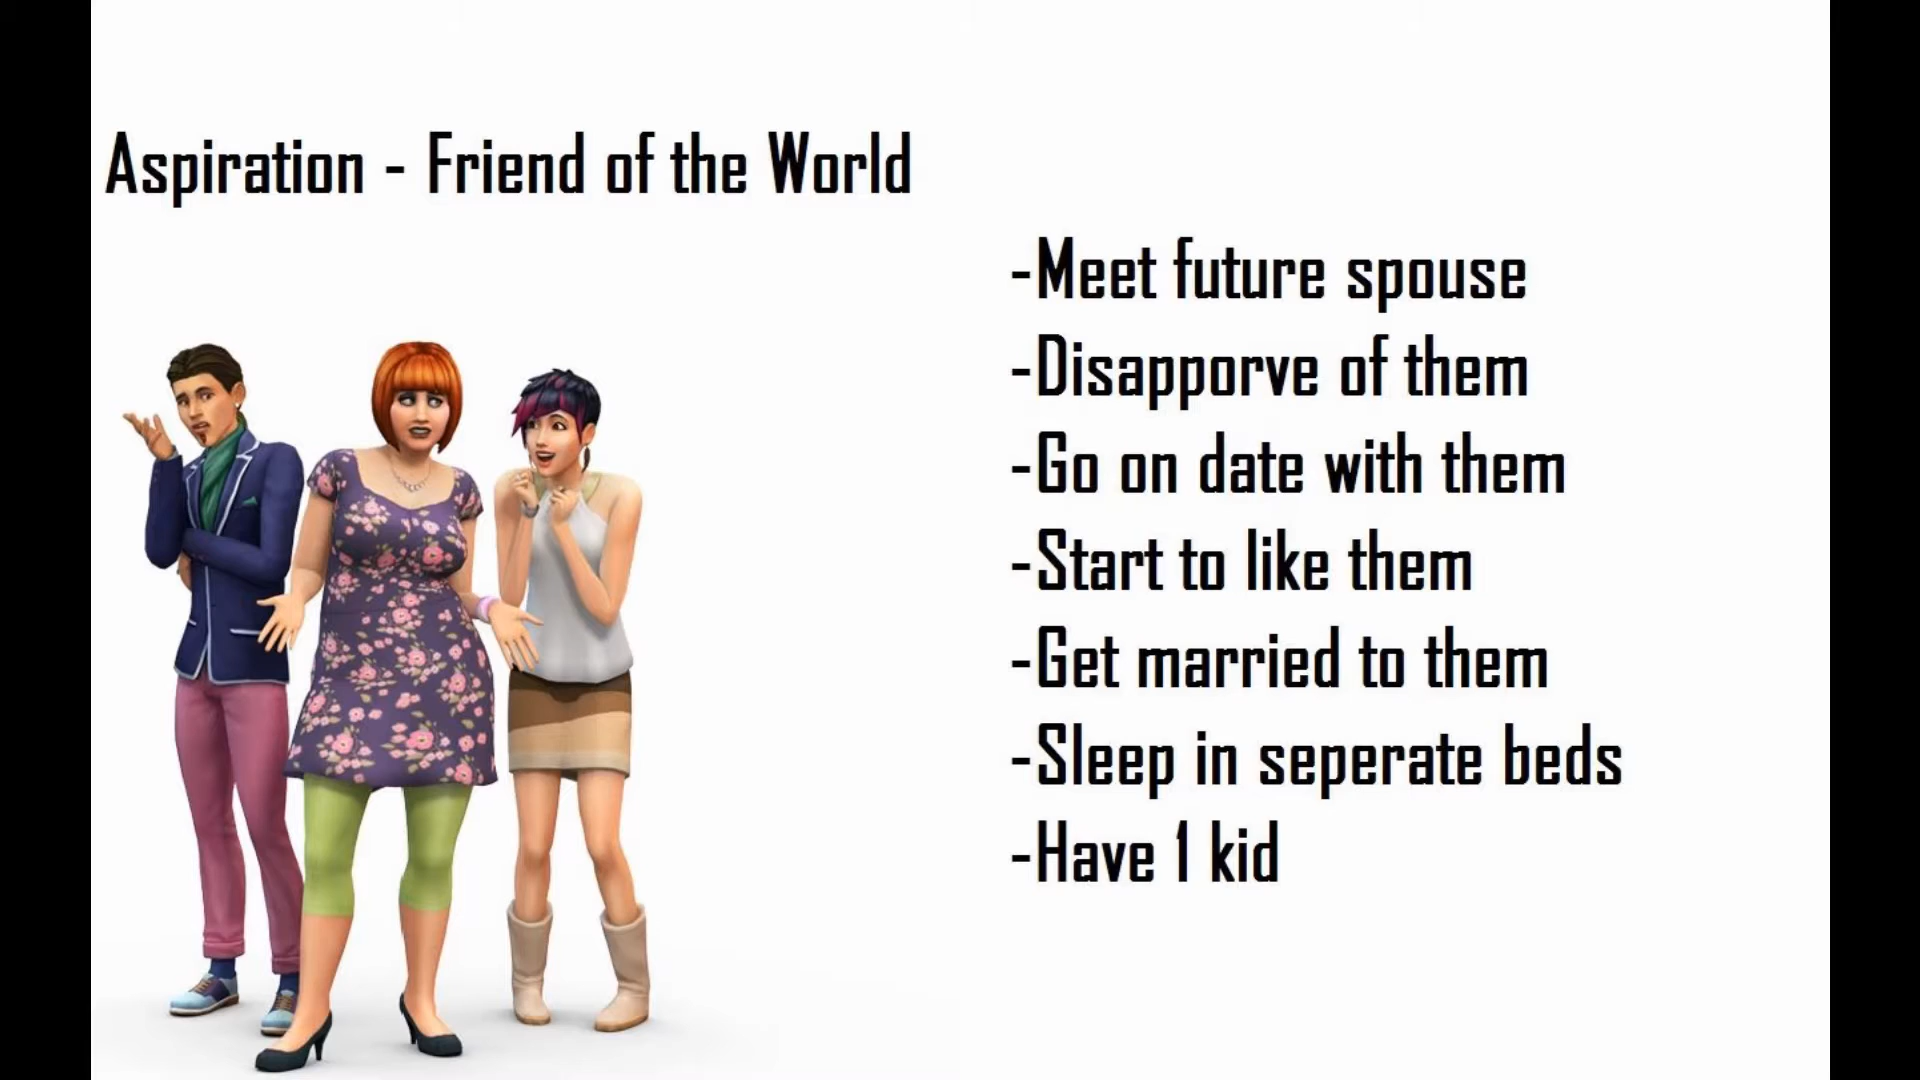 Aspiration - Friend of the World
-Meet future spouse
-Disapporve of them
-Go on date with them
-Start to like them
-Get married to them
-Sleep in seperate beds
-Have 1 kid